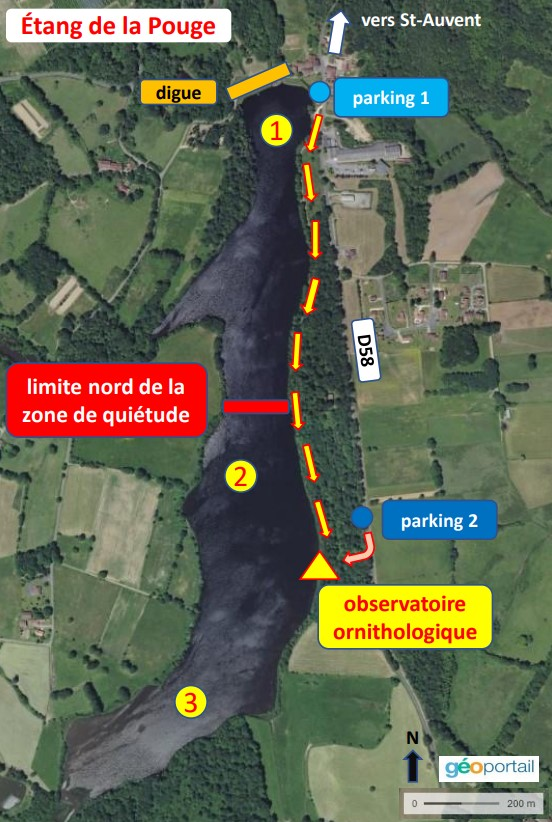 Étang de la Pouge
vers St-Auvent
digue
parking 1
1
D58
limite nord de la
zone de quiétude
2
parking 2
observatoire
ornithologique
3
N
géoportail
0 200 m